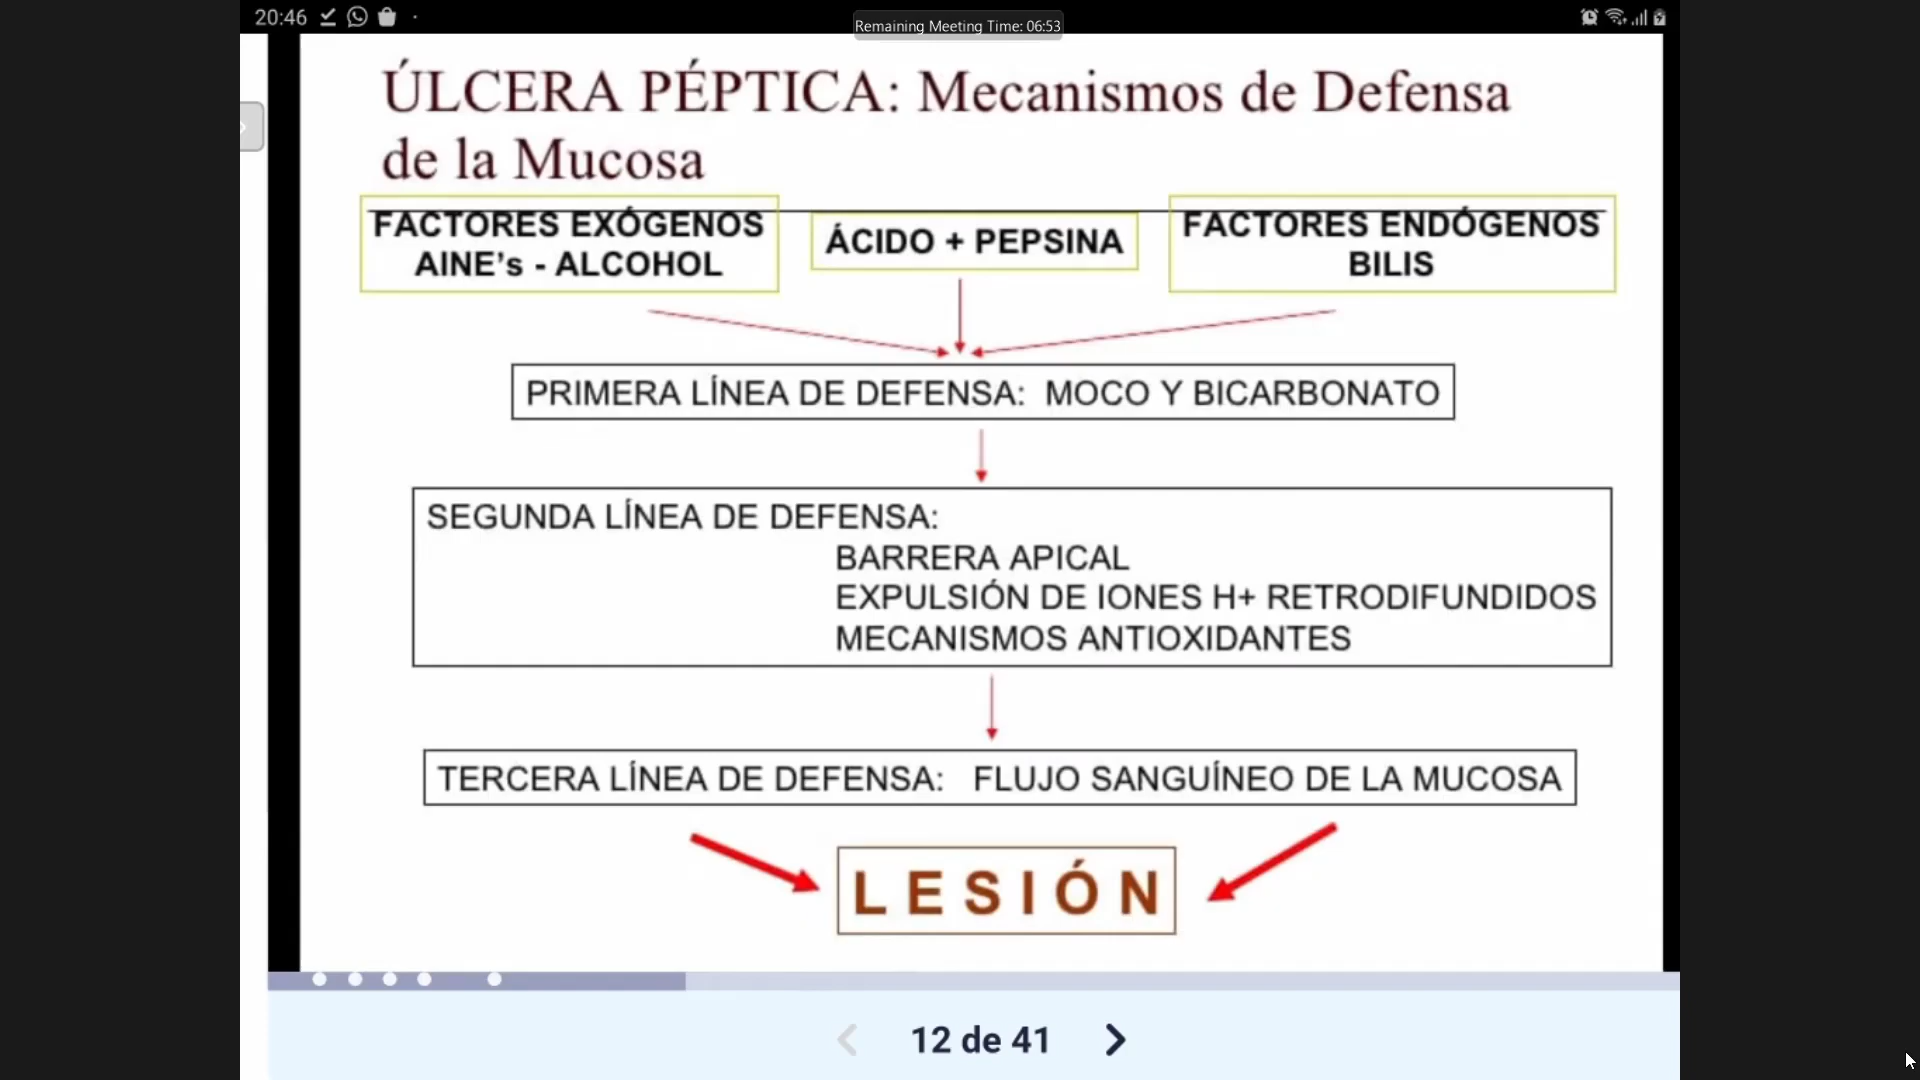 20:46
Remaining Meeting Time: 06:53
ÚLCERA PÉPTICA: Mecanismos de Defensa
de la Mucosa
FACTORES EXÓGENOS
AINE’s - ALCOHOL
ÁCIDO + PEPSINA
FACTORES ENDÓGENOS
BILIS
PRIMERA LÍNEA DE DEFENSA: MOCO Y BICARBONATO
SEGUNDA LÍNEA DE DEFENSA:
BARRERA APICAL
EXPULSIÓN DE IONES H+ RETRODIFUNDIDOS
MECANISMOS ANTIOXIDANTES
TERCERA LÍNEA DE DEFENSA: FLUJO SANGUÍNEO DE LA MUCOSA
L E S I Ó N
12 de 41